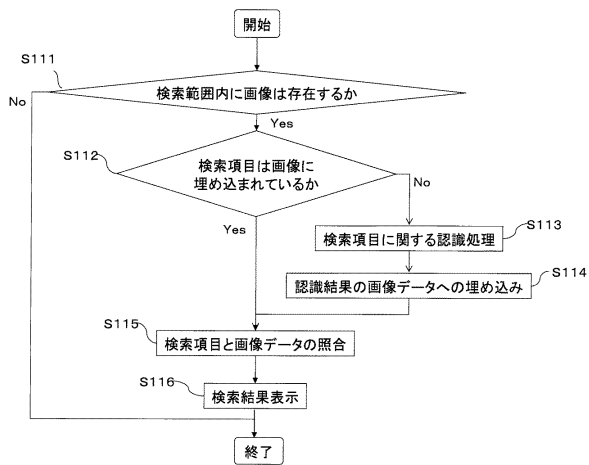 開始
S111
検索範囲内に画像は存在するか
No
Yes
S112
検索項目は画像に
埋め込まれているか
No
Yes
S113
検索項目に関する認識処理
S114
認識結果の画像データへの埋め込み
S115
検索項目と画像データの照合
S116
検索結果表示
終了